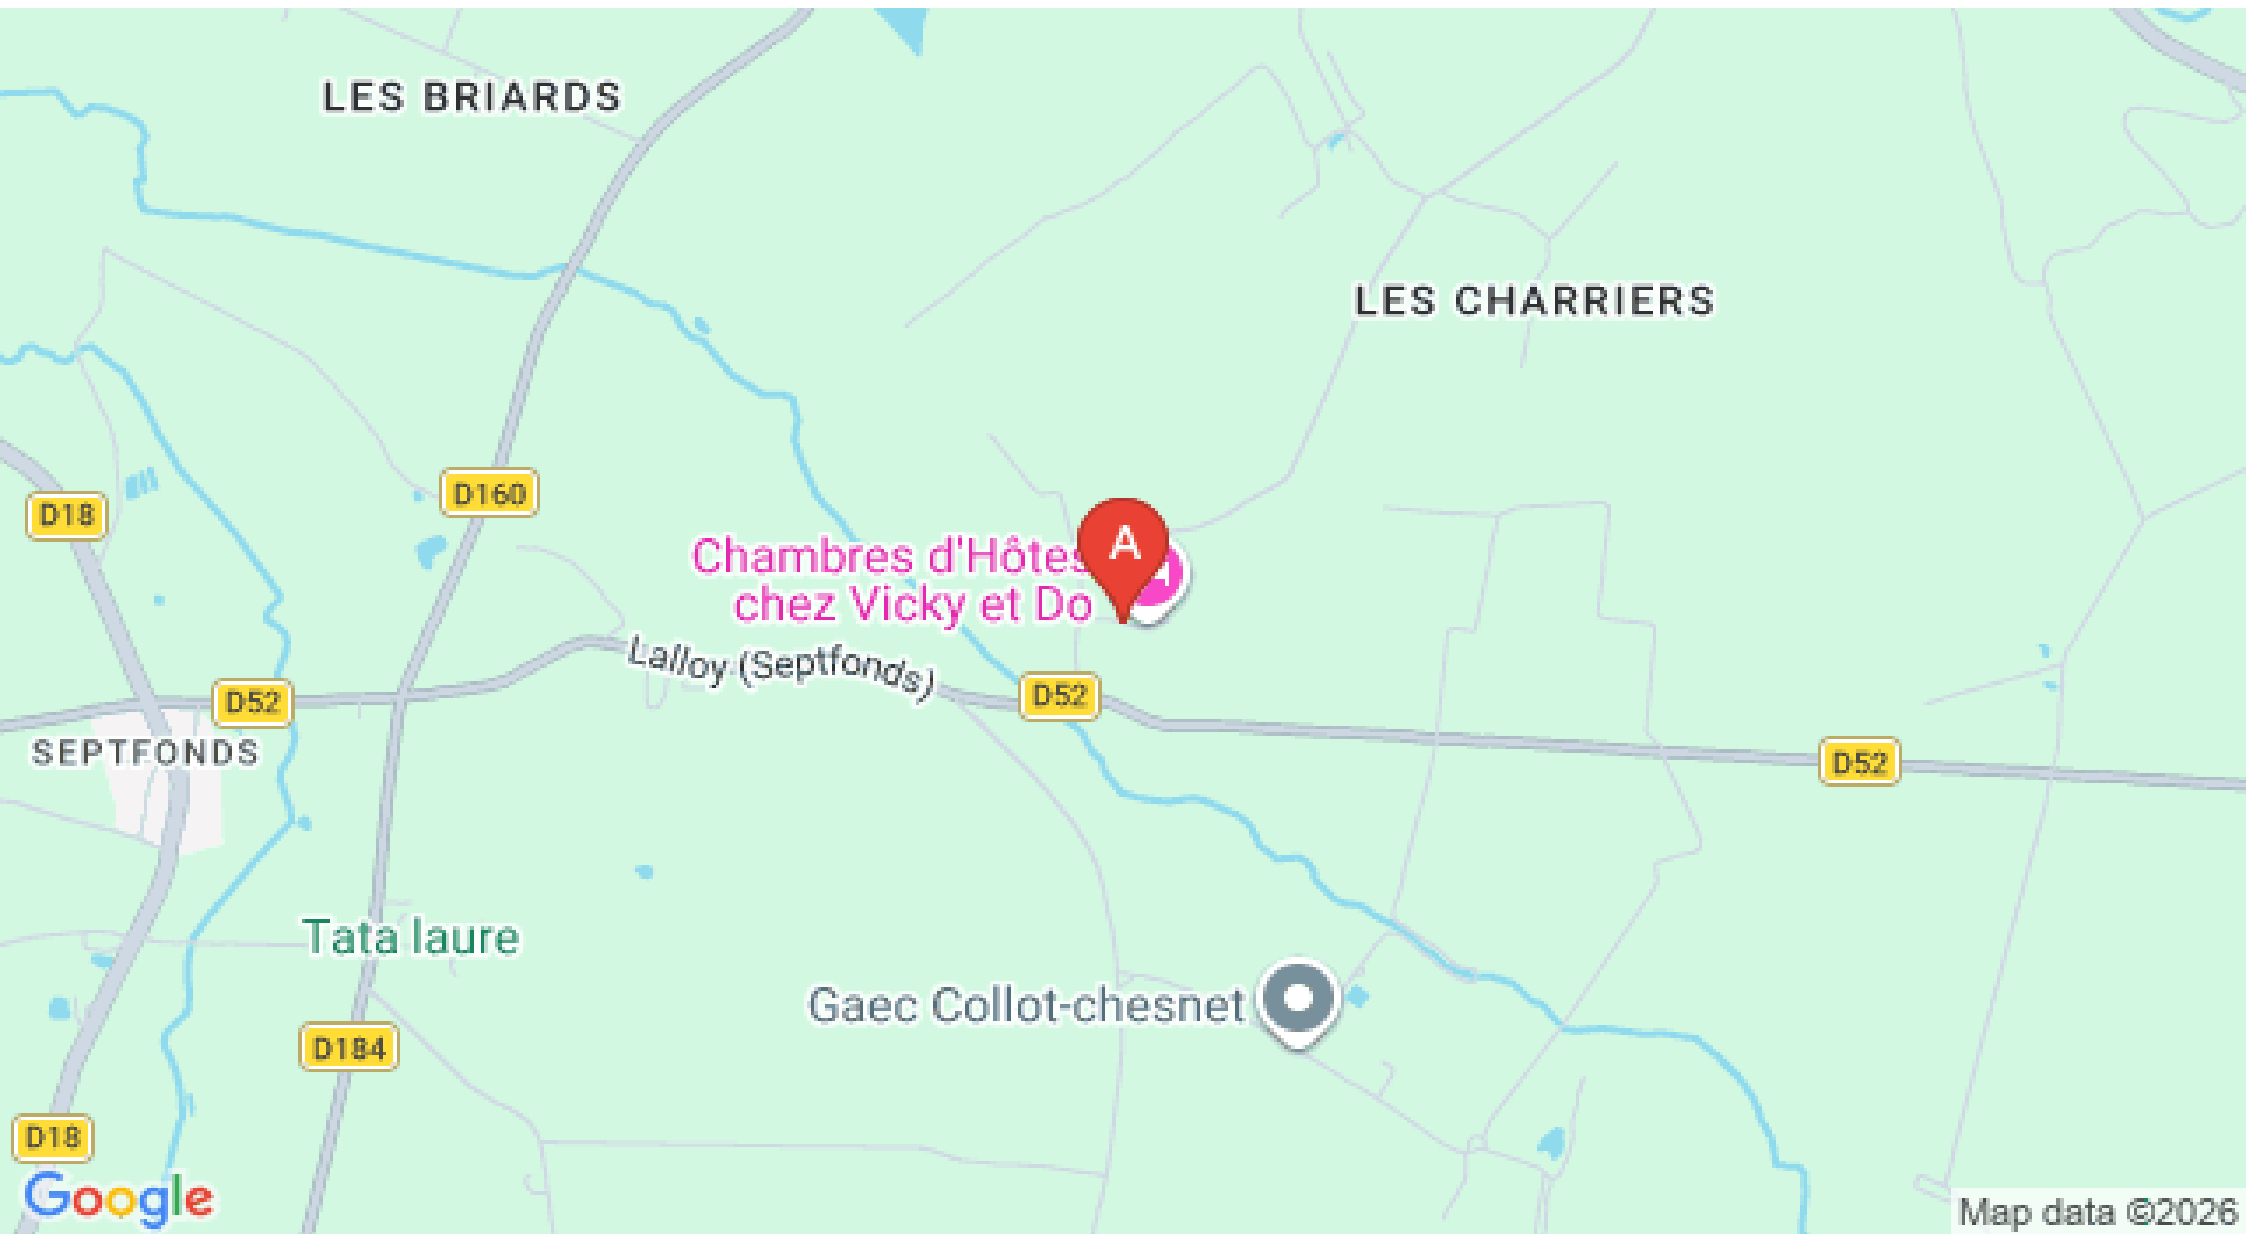 LES BRIARDS
LES CHARRIERS
D160
D18
Chambres d'Hôtes
chez Vicky et Do
A
Lalloy (Septfonds)
D52
D52
SEPTFONDS
D52
Tata laure
Gaec Collot-chesnet
D184
D18
Google
Map data ©2026